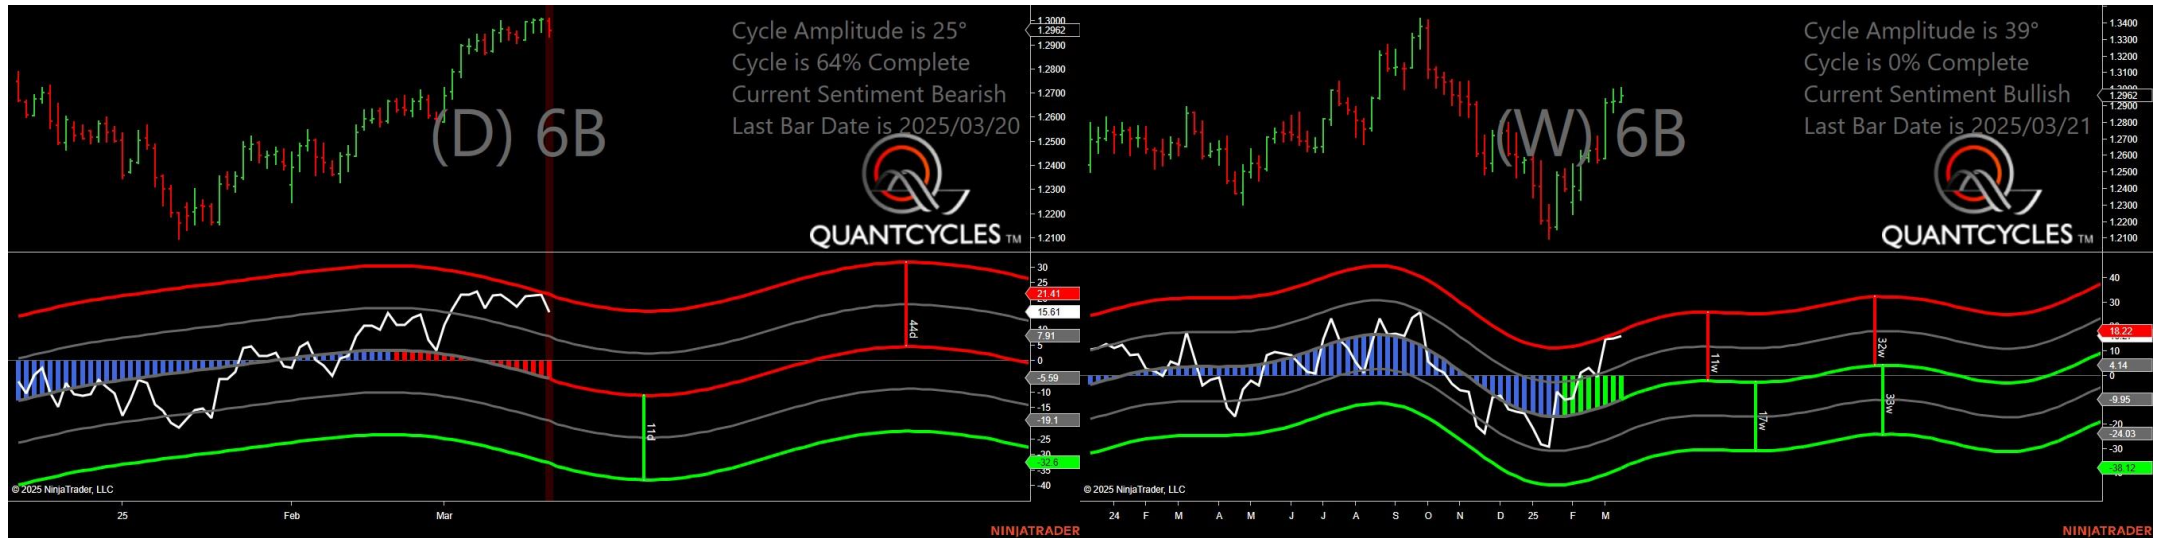 Cycle Amplitude is 25°
Cycle is 64% Complete
Current Sentiment Bearish
Last Bar Date is 2025/03/20
(D) 6B
QUANTCYCLES TM
1.3000
1.2962
1.2900
1.2800
1.2700
1.2600
1.2500
1.2400
1.2300
1.2200
1.2100
30
25
21.41
15.61
7.91
5
0
-5.59
-10
-15
-19.1
-25
-32.6
-35
-40
44d
11d
© 2025 NinjaTrader, LLC
25 Feb Mar
NINJATRADER
Cycle Amplitude is 39°
Cycle is 0% Complete
Current Sentiment Bullish
Last Bar Date is 2025/03/21
(W) 6B
QUANTCYCLES TM
1.3400
1.3300
1.3200
1.3100
1.2962
1.2900
1.2800
1.2700
1.2600
1.2500
1.2400
1.2300
1.2200
1.2100
40
30
18.22
10
4.14
0
-9.95
-20
-24.03
-30
-38.12
11w
32w
17w
33w
© 2025 NinjaTrader, LLC
24 F M A M J J A S O N D 25 F M
NINJATRADER